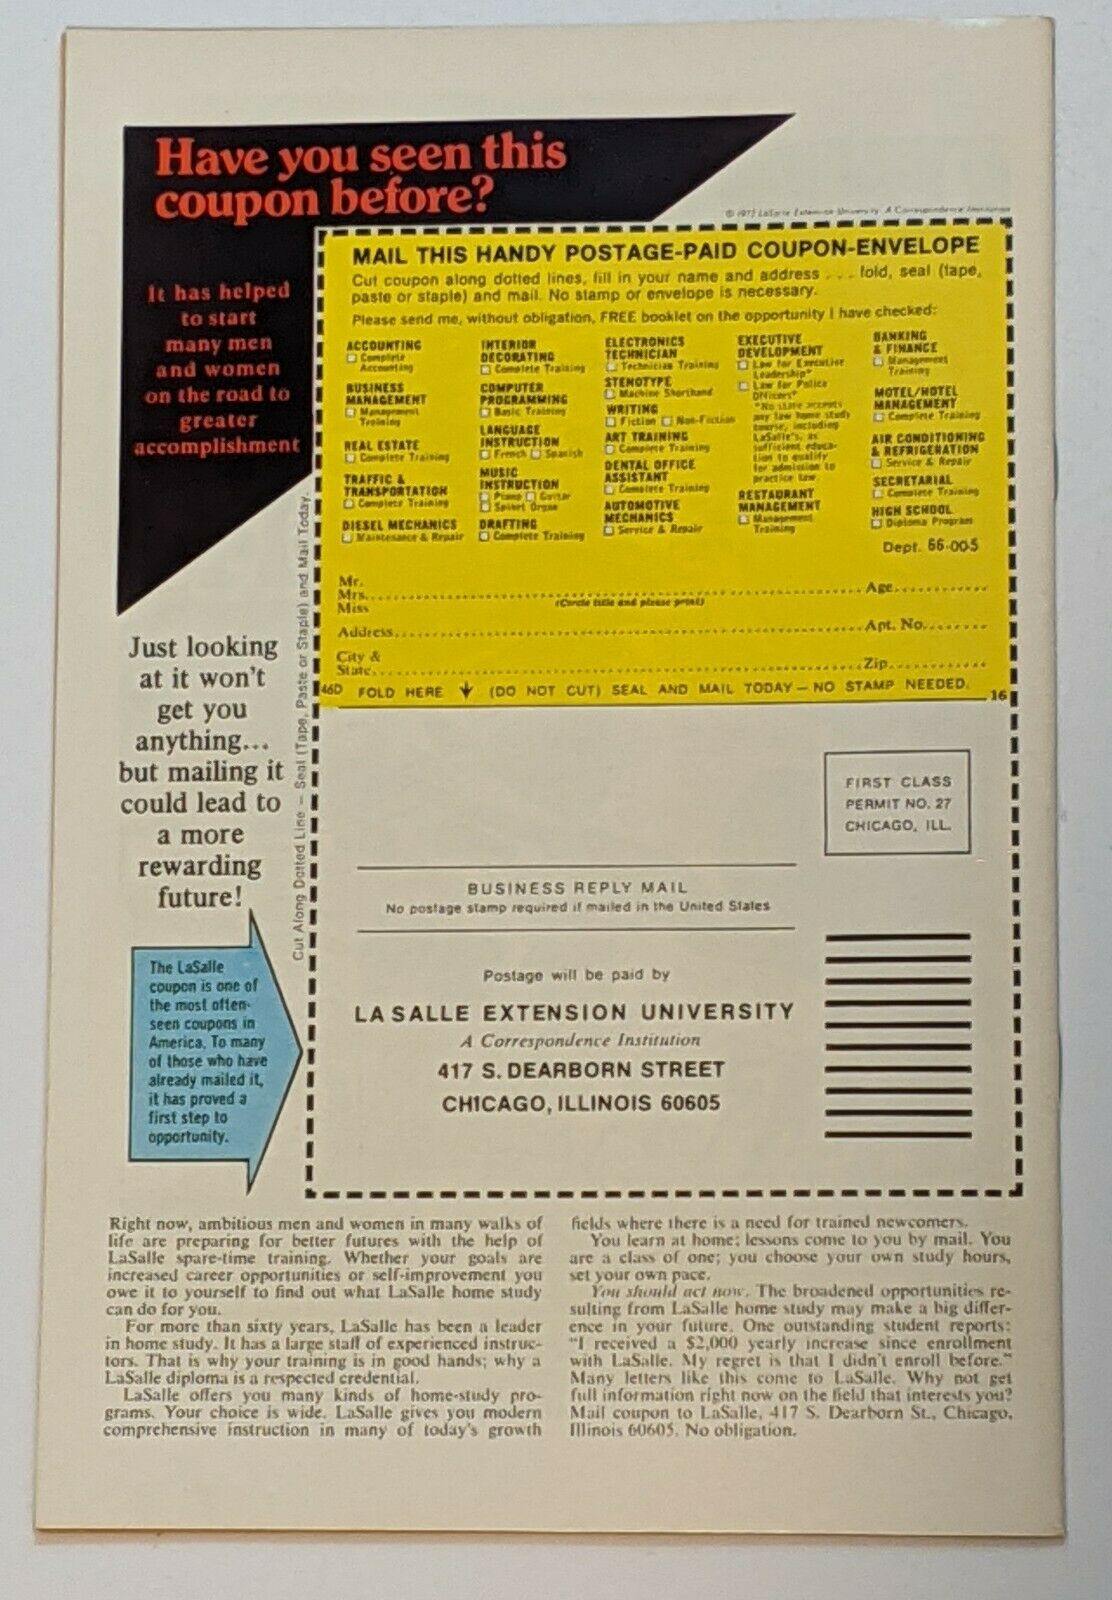 Have you seen this
coupon before?
It has helped
to start
many men
and women
on the road to
greater
accomplishment
Just looking
at it won't
get you
anything...
but mailing it
could lead to
a more
rewarding
future!
The LaSalle
coupon is one of
the most often-
seen coupons in
America. To many
of those who have
already mailed it,
it has proved a
first step to
opportunity.
Cut Along Dotted Line – Seal (Tape, Paste or Staple) and Mail Today.
LaSalle Extension University, A Correspondence Institution
MAIL THIS HANDY POSTAGE-PAID COUPON-ENVELOPE
Cut coupon along dotted lines, fill in your name and address . . . fold, seal (tape,
paste or staple) and mail. No stamp or envelope is necessary.
Please send me, without obligation, FREE booklet on the opportunity I have checked:
ACCOUNTING
Complete
Accounting
BUSINESS
MANAGEMENT
Management
Training
REAL ESTATE
Complete Training
TRAFFIC &
TRANSPORTATION
Complete Training
DIESEL MECHANICS
Maintenance & Repair
INTERIOR
DECORATING
Complete Training
COMPUTER
PROGRAMMING
Basic Training
LANGUAGE
INSTRUCTION
French Spanish
MUSIC
INSTRUCTION
Piano Guitar
Spinet Organ
DRAFTING
Complete Training
ELECTRONICS
TECHNICIAN
Technician Training
STENOTYPE
Machine Shorthand
WRITING
Fiction Non-Fiction
ART TRAINING
Complete Training
DENTAL OFFICE
ASSISTANT
Complete Training
AUTOMOTIVE
MECHANICS
Service & Repair
EXECUTIVE
DEVELOPMENT
Law for Executive
Leadership*
Law for Police
Officers*
*No state accepts
any law home study
course, including
LaSalle's, as
sufficient educa-
tion to qualify
for admission to
practice law.
RESTAURANT
MANAGEMENT
Management
Training
BANKING
& FINANCE
Management
Training
MOTEL/HOTEL
MANAGEMENT
Complete Training
AIR CONDITIONING
& REFRIGERATION
Service & Repair
SECRETARIAL
Complete Training
HIGH SCHOOL
Diploma Program
Dept. 66-005
Mr.
Mrs. Age
Miss (Circle title and please print)
Address Apt. No.
City &
State Zip
46D FOLD HERE (DO NOT CUT) SEAL AND MAIL TODAY – NO STAMP NEEDED. 16
FIRST CLASS
PERMIT NO. 27
CHICAGO, ILL.
BUSINESS REPLY MAIL
No postage stamp required if mailed in the United States
Postage will be paid by
LA SALLE EXTENSION UNIVERSITY
A Correspondence Institution
417 S. DEARBORN STREET
CHICAGO, ILLINOIS 60605
Right now, ambitious men and women in many walks of
life are preparing for better futures with the help of
LaSalle spare-time training. Whether your goals are
increased career opportunities or self-improvement you
owe it to yourself to find out what LaSalle home study
can do for you.
For more than sixty years, LaSalle has been a leader
in home study. It has a large staff of experienced instruc-
tors. That is why your training is in good hands; why a
LaSalle diploma is a respected credential.
LaSalle offers you many kinds of home-study pro-
grams. Your choice is wide. LaSalle gives you modern
comprehensive instruction in many of today's growth
fields where there is a need for trained newcomers.
You learn at home; lessons come to you by mail. You
are a class of one; you choose your own study hours,
set your own pace.
You should act now. The broadened opportunities re-
sulting from LaSalle home study may make a big differ-
ence in your future. One outstanding student reports:
"I received a $2,000 yearly increase since enrollment
with LaSalle. My regret is that I didn't enroll before."
Many letters like this come to LaSalle. Why not get
full information right now on the field that interests you?
Mail coupon to LaSalle, 417 S. Dearborn St., Chicago,
Illinois 60605. No obligation.